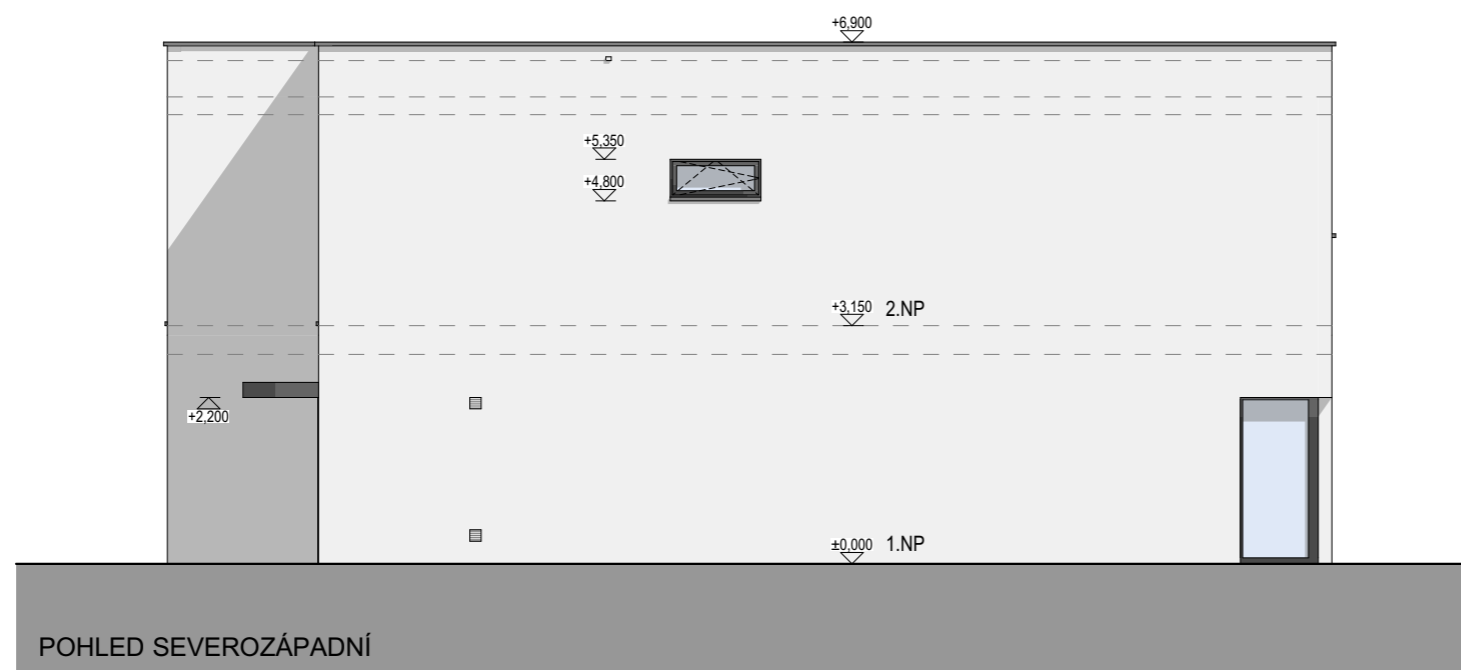 +6,900
+5,350
+4,800
+3,150 2.NP
+2,200
±0,000 1.NP
POHLED SEVEROZÁPADNÍ